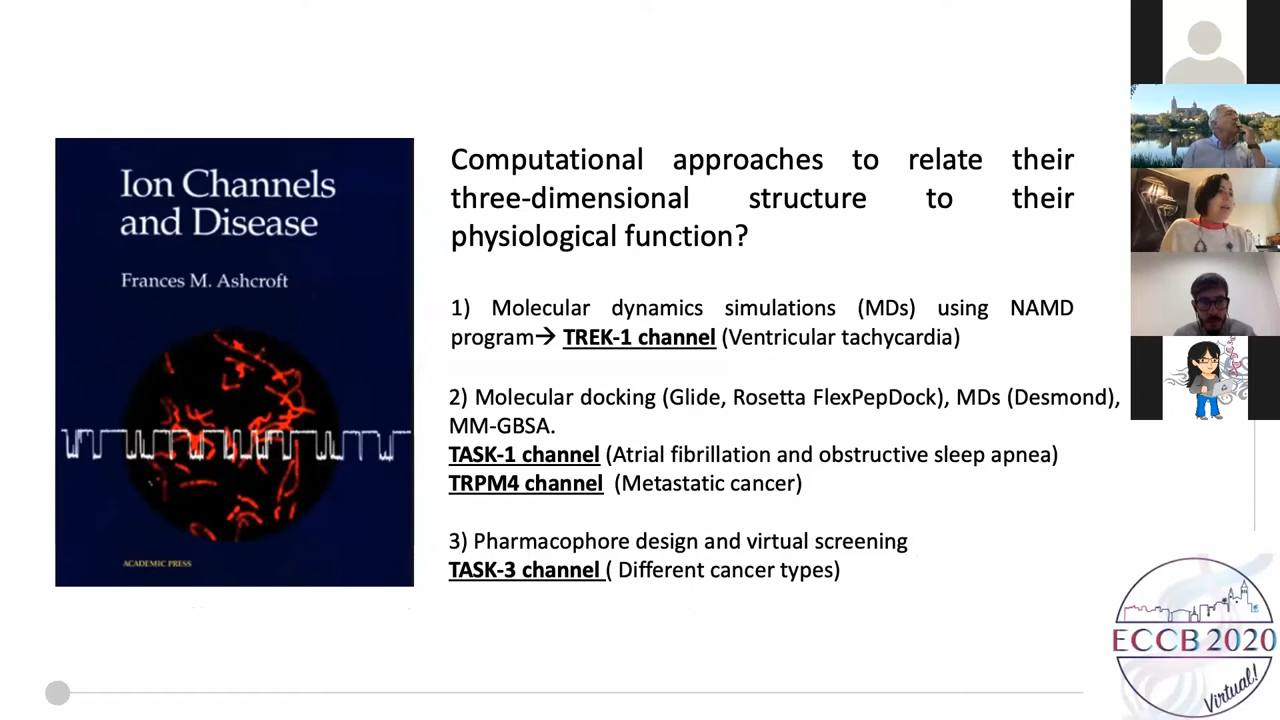 Ion Channels
and Disease
Frances M. Ashcroft
ACADEMIC PRESS
Computational approaches to relate their
three-dimensional structure to their
physiological function?
1) Molecular dynamics simulations (MDs) using NAMD
program→ TREK-1 channel (Ventricular tachycardia)
2) Molecular docking (Glide, Rosetta FlexPepDock), MDs (Desmond),
MM-GBSA.
TASK-1 channel (Atrial fibrillation and obstructive sleep apnea)
TRPM4 channel (Metastatic cancer)
3) Pharmacophore design and virtual screening
TASK-3 channel ( Different cancer types)
ECCB 2020
Virtual!